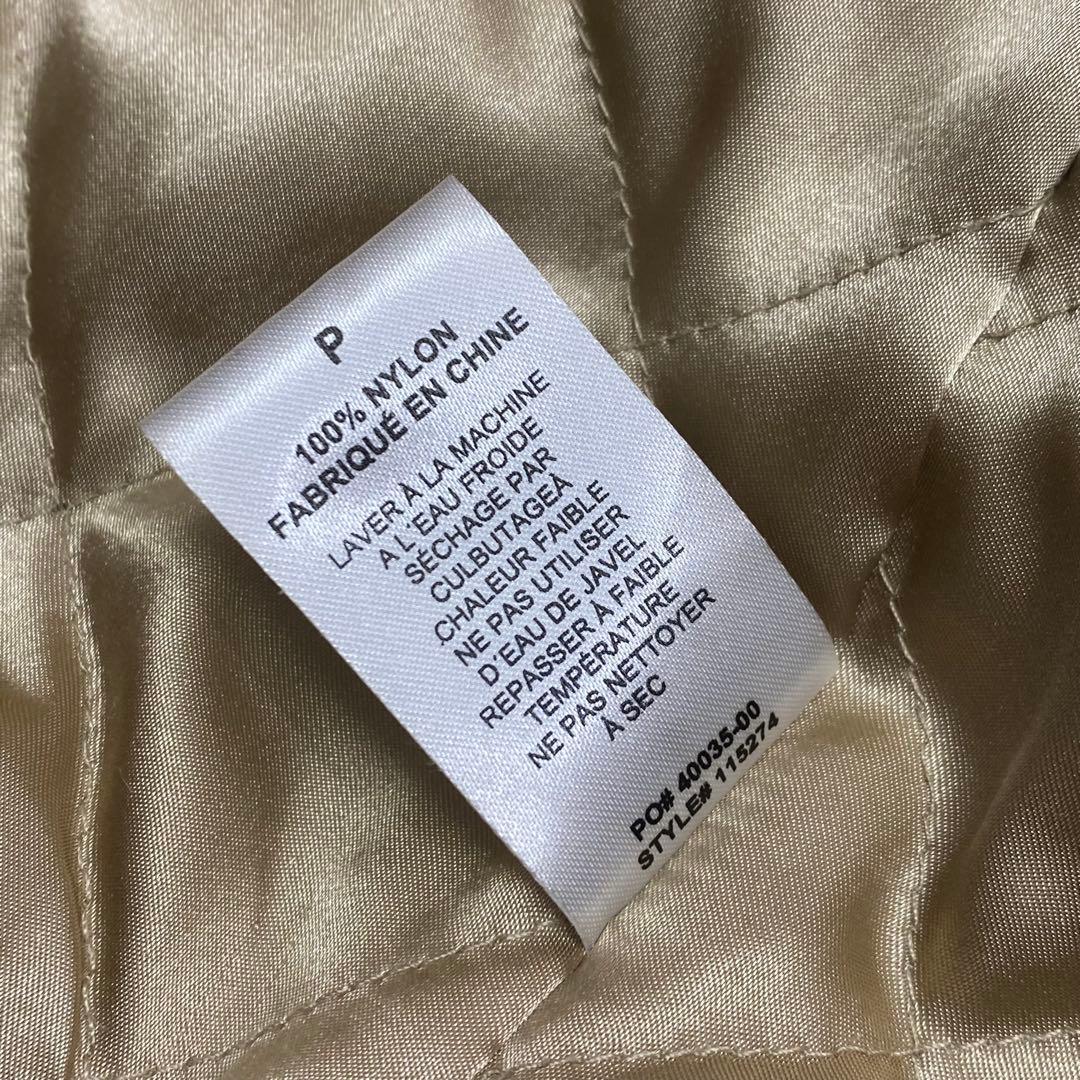 P
100% NYLON
FABRIQUÉ EN CHINE
LAVER À LA MACHINE
A L'EAU FROIDE
SÉCHAGE PAR
CULBUTAGEÀ
CHALEUR FAIBLE
NE PAS UTILISER
D'EAU DE JAVEL
REPASSER À FAIBLE
TEMPÉRATURE
NE PAS NETTOYER
À SEC
PO# 40035-00
STYLE# 115274